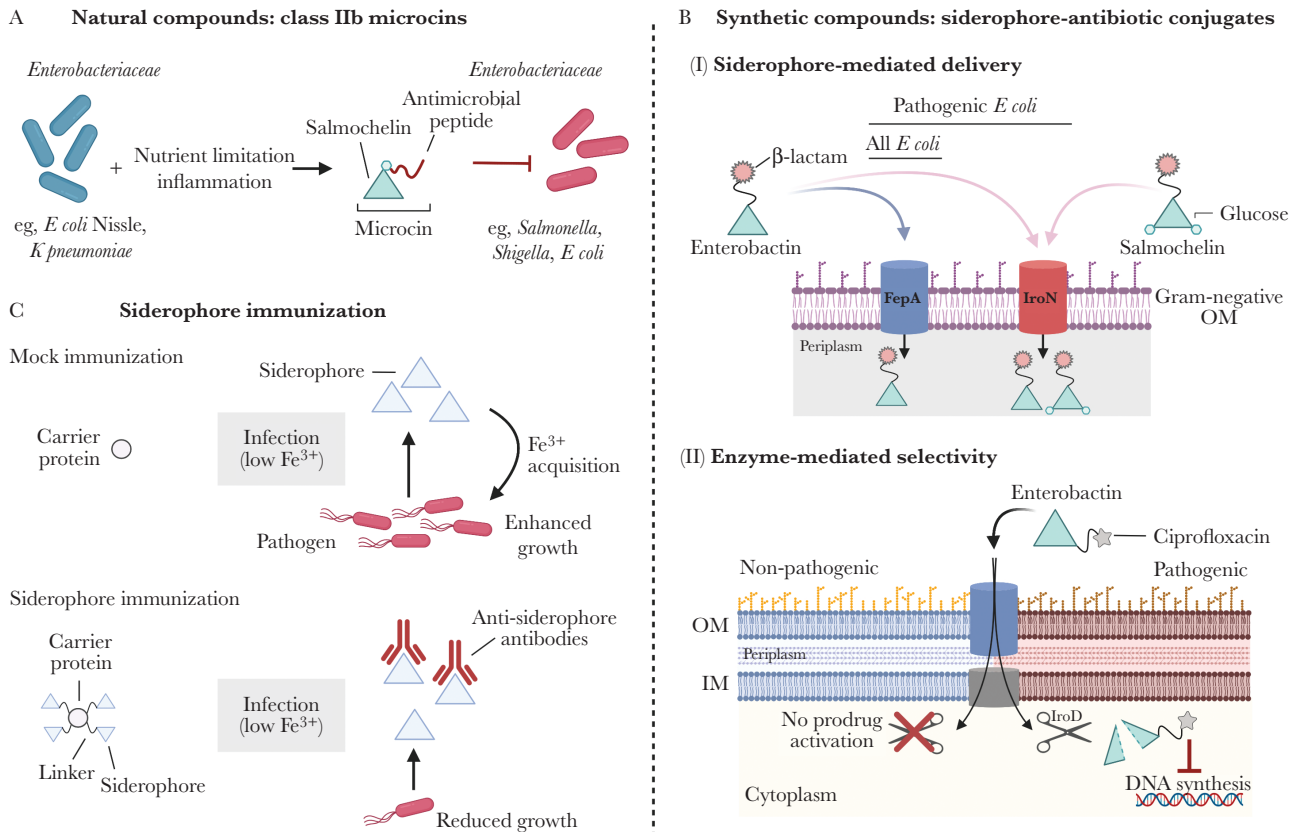 A Natural compounds: class IIb microcins
Enterobacteriaceae
+ Nutrient limitation
inflammation
Salmochelin
Antimicrobial
peptide
Microcin
Enterobacteriaceae
eg, E coli Nissle,
K pneumoniae
eg, Salmonella,
Shigella, E coli
C Siderophore immunization
Mock immunization
Carrier
protein
Infection
(low Fe³⁺)
Siderophore
Fe³⁺
acquisition
Pathogen
Enhanced
growth
Siderophore immunization
Carrier
protein
Linker
Siderophore
Infection
(low Fe³⁺)
Anti-siderophore
antibodies
Reduced growth
B Synthetic compounds: siderophore-antibiotic conjugates
(I) Siderophore-mediated delivery
Pathogenic E coli
All E coli
β-lactam
Enterobactin
Glucose
Salmochelin
FepA
IroN
Gram-negative
OM
Periplasm
(II) Enzyme-mediated selectivity
Enterobactin
Ciprofloxacin
Non-pathogenic
Pathogenic
OM
Periplasm
IM
No prodrug
activation
IroD
DNA synthesis
Cytoplasm